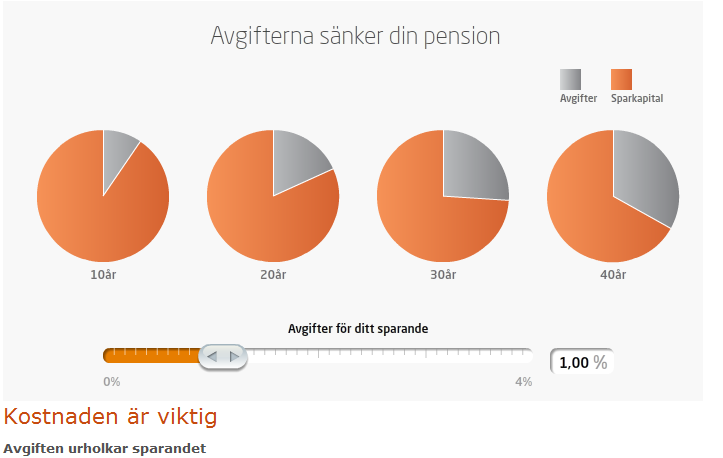 Avgifterna sänker din pension
Avgifter Sparkapital
10år 20år 30år 40år
Avgifter för ditt sparande
1,00 %
0% 4%
Kostnaden är viktig
Avgiften urholkar sparandet